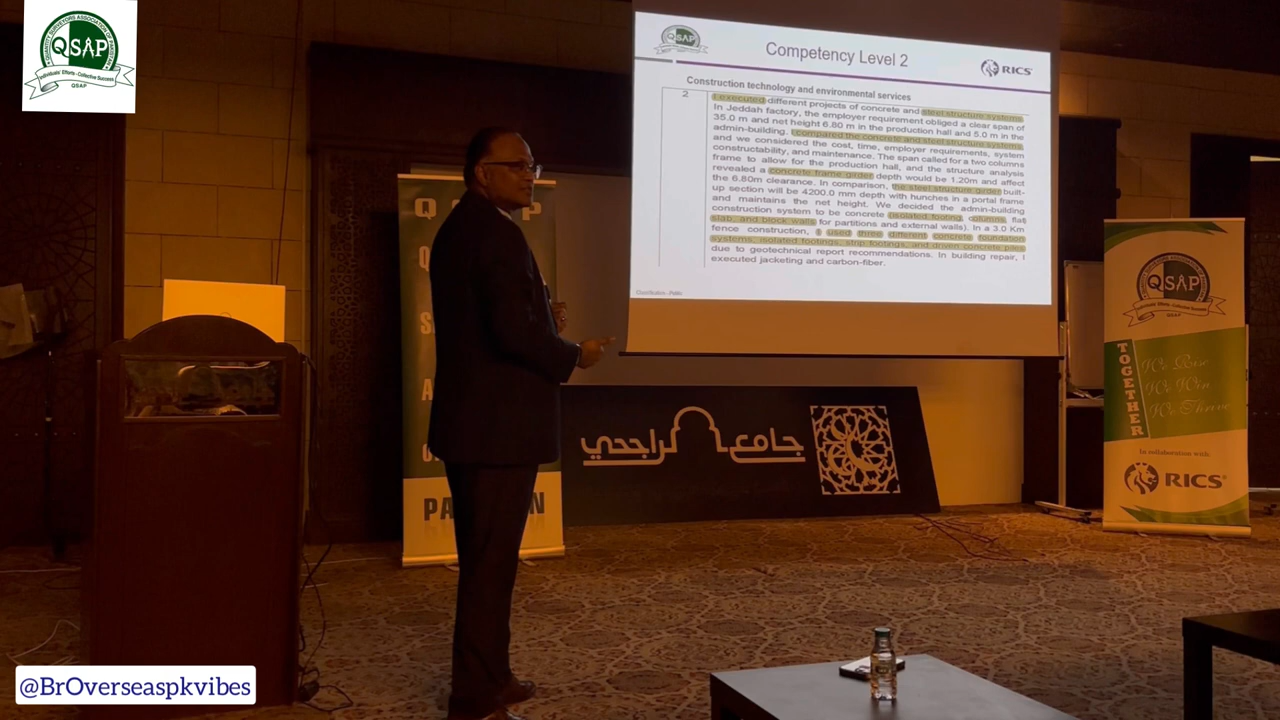 QUANTITY SURVEYORS ASSOCIATION OF PAKISTAN
QSAP
Individuals' Efforts - Collective Success
QSAP
QSAP
Competency Level 2
RICS
Construction technology and environmental services
2
I executed different projects of concrete and steel structure systems.
In Jeddah factory, the employer requirement obliged a clear span of
35.0 m and net height 6.80 m in the production hall and 5.0 m in the
admin-building. I compared the concrete and steel structure systems,
and we considered the cost, time, employer requirements, system
constructability, and maintenance. The span called for a two columns
frame to allow for the production hall, and the structure analysis
revealed a concrete frame girder depth would be 1.20m and affect
the 6.80m clearance. In comparison, the steel structure girder built-
up section will be 4200.0 mm depth with hunches in a portal frame
and maintains the net height. We decided the admin-building
construction system to be concrete (isolated footing, columns, flat
slab, and block walls for partitions and external walls). In a 3.0 Km
fence construction, I used three different concrete foundation
systems, isolated footings, strip footings, and driven concrete piles
due to geotechnical report recommendations. In building repair, I
executed jacketing and carbon-fiber.
Q S A P
Q
S
A
PA
N
جامع الراجحي
QSAP
QSAP
TOGETHER
We Rise
We Win
We Thrive
In collaboration with:
RICS
@BrOverseaspkvibes